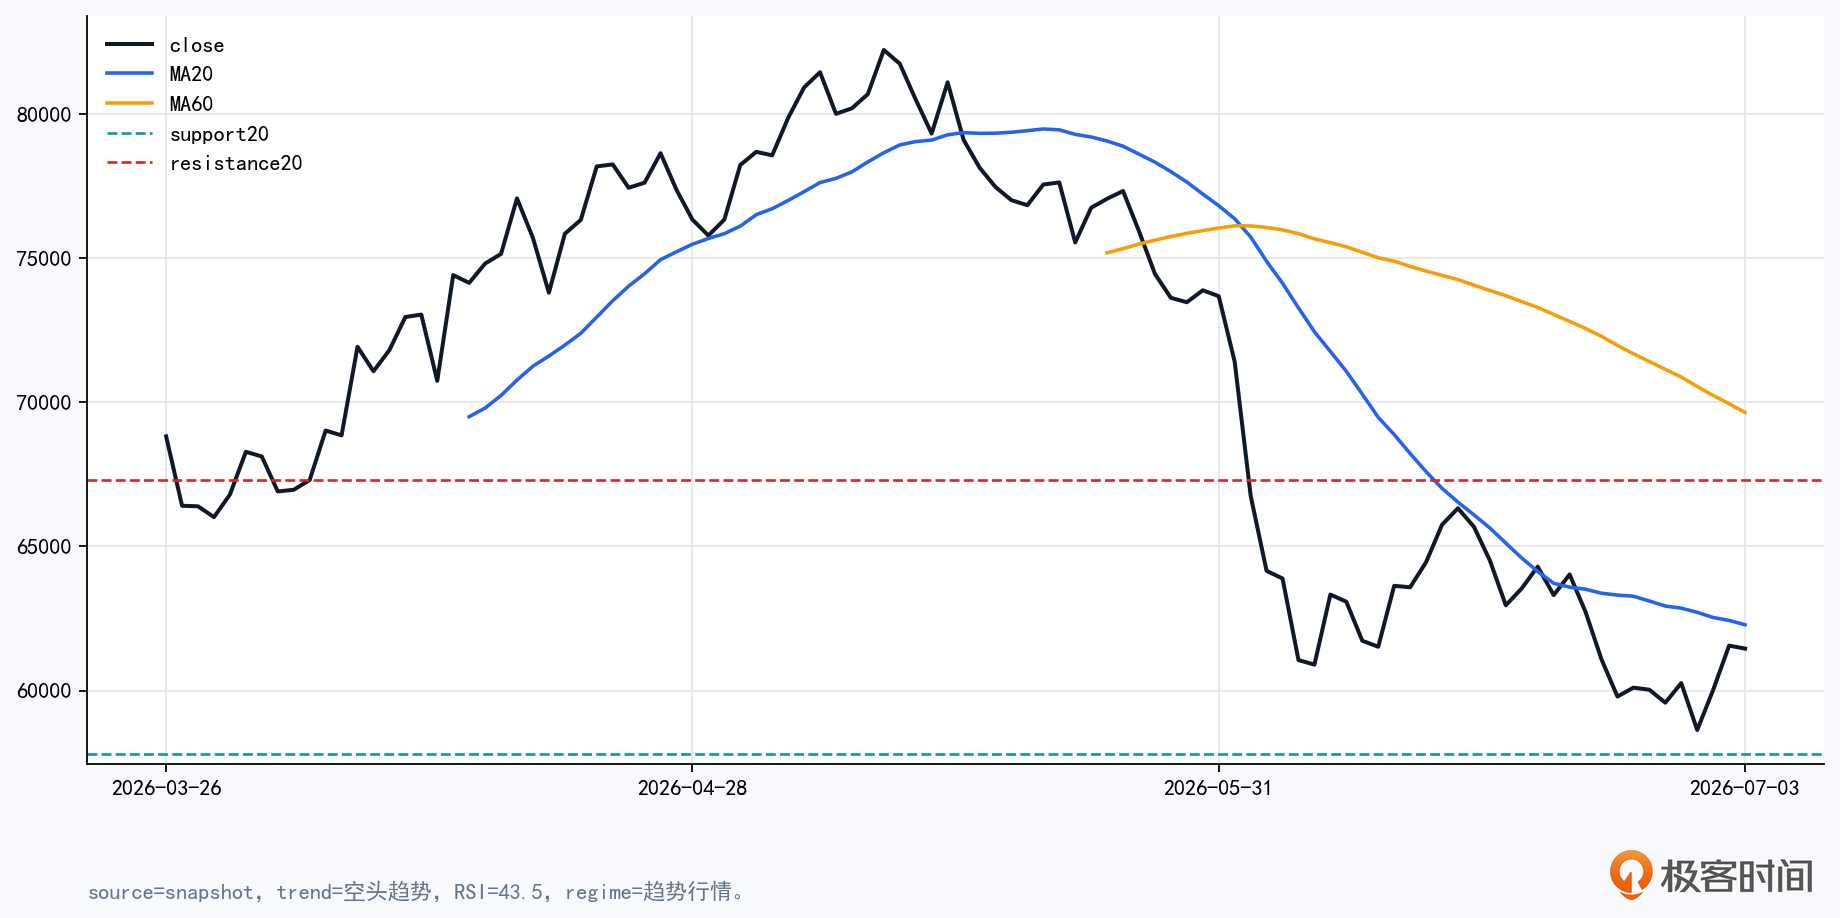 close
MA20
MA60
support20
resistance20
80000
75000
70000
65000
60000
2026-03-26
2026-04-28
2026-05-31
2026-07-03
source=snapshot, trend=空头趋势, RSI=43.5, regime=趋势行情。
极客时间